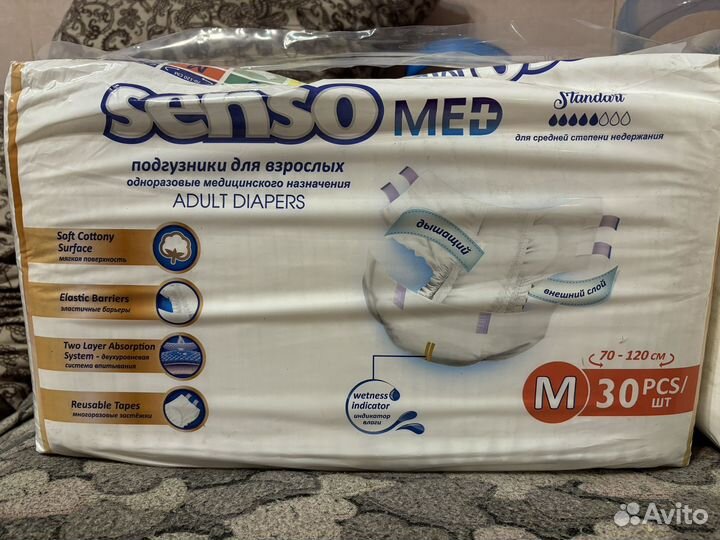 senso MED
Standart
для средней степени недержания
подгузники для взрослых
одноразовые медицинского назначения
ADULT DIAPERS
Soft Cottony
Surface
мягкая поверхность
Elastic Barriers
эластичные барьеры
Two Layer Absorption
System - двухуровневая
система впитывания
Reusable Tapes
многоразовые застёжки
дышащий
внешний слой
wetness
indicator
индикатор
влаги
70 - 120 см
M 30 PCS/
ШТ
Avito